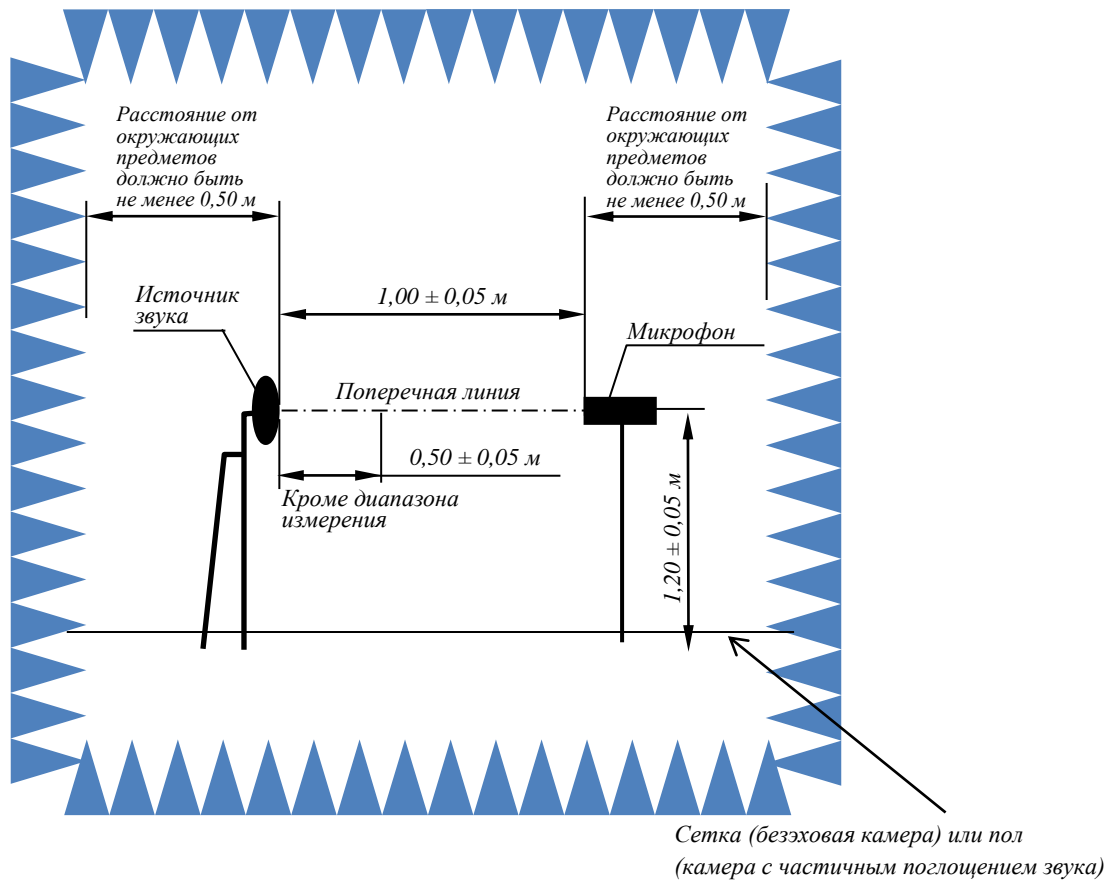 Расстояние от
окружающих
предметов
должно быть
не менее 0,50 м
Расстояние от
окружающих
предметов
должно быть
не менее 0,50 м
Источник
звука
1,00 ± 0,05 м
Микрофон
Поперечная линия
0,50 ± 0,05 м
Кроме диапазона
измерения
1,20 ± 0,05 м
Сетка (безэховая камера) или пол
(камера с частичным поглощением звука)